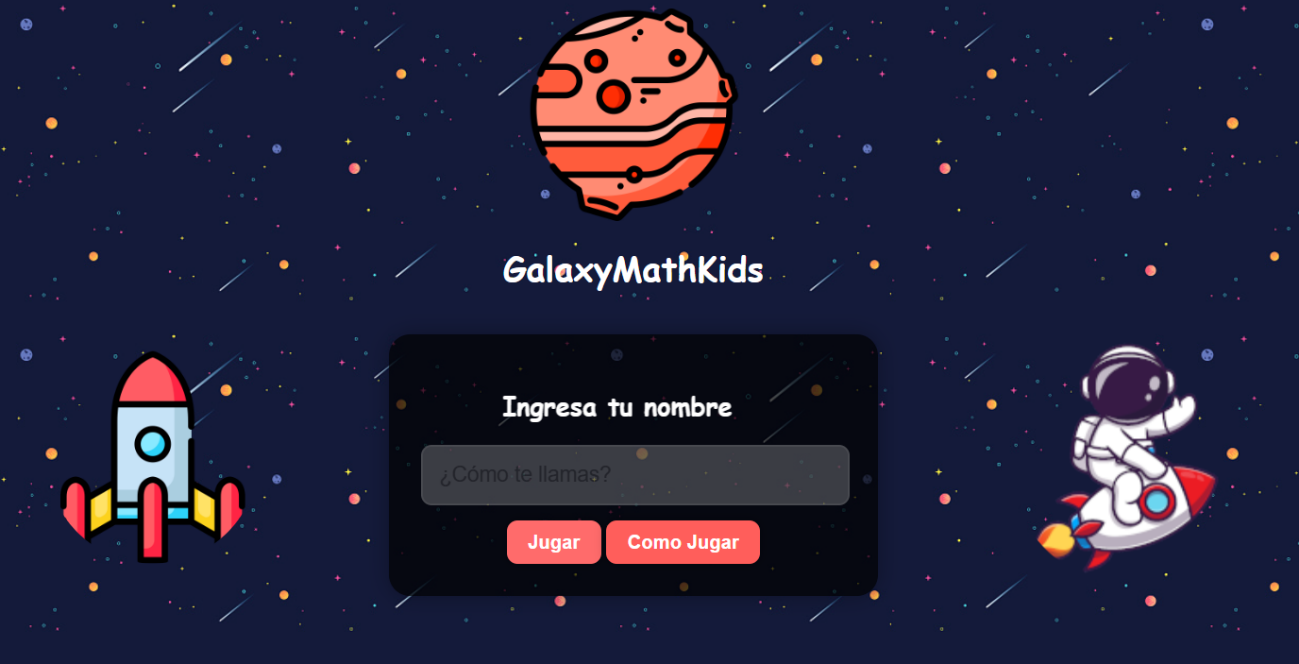 GalaxyMathKids
Ingresa tu nombre
¿Cómo te llamas?
Jugar
Como Jugar